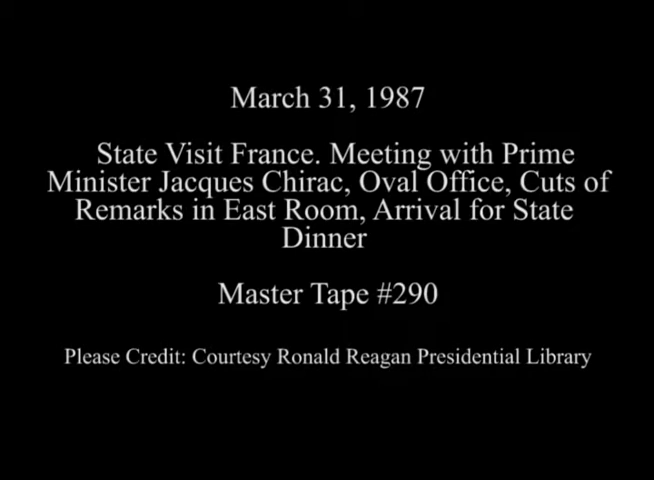 March 31, 1987
State Visit France. Meeting with Prime
Minister Jacques Chirac, Oval Office, Cuts of
Remarks in East Room, Arrival for State
Dinner
Master Tape #290
Please Credit: Courtesy Ronald Reagan Presidential Library